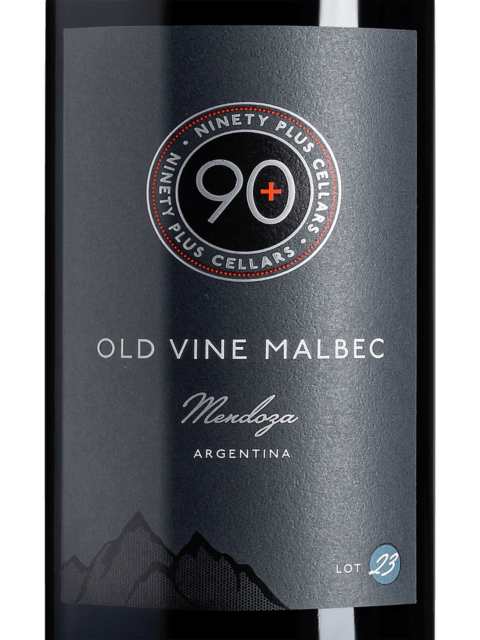 NINETY PLUS CELLARS • NINETY PLUS CELLARS •
90+
OLD VINE MALBEC
Mendoza
ARGENTINA
LOT 23